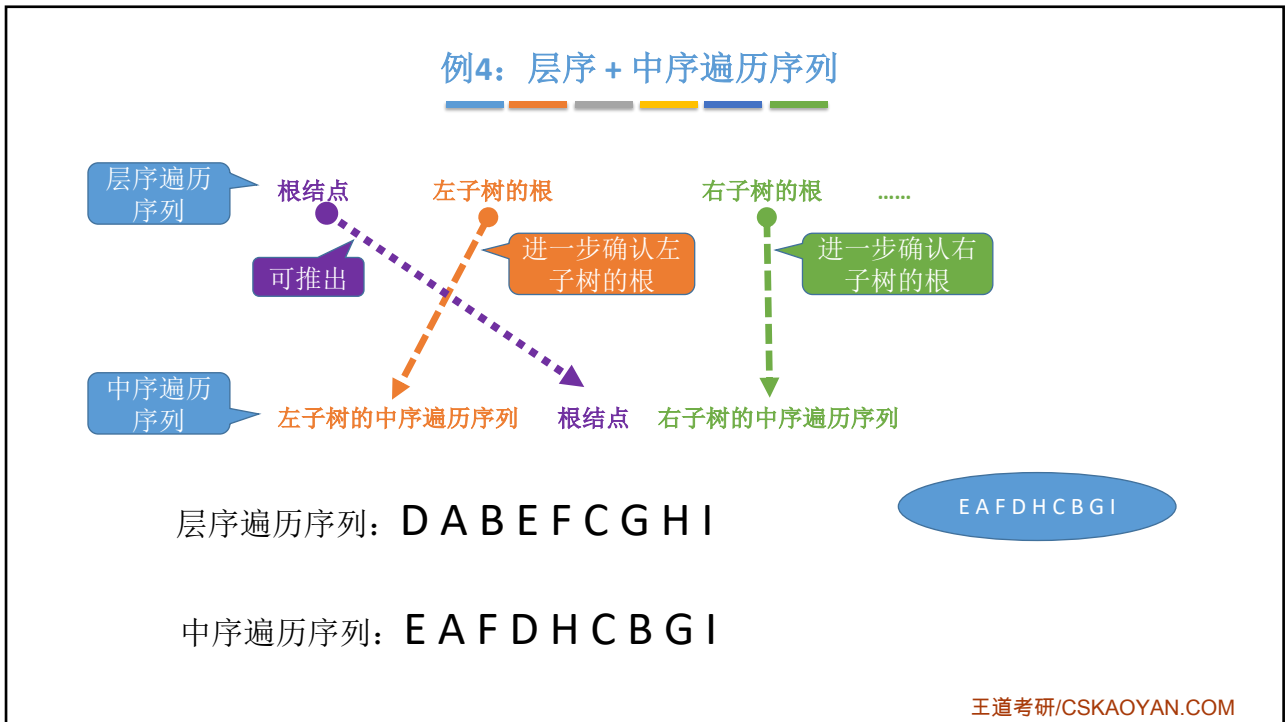 例4：层序 + 中序遍历序列
层序遍历
序列
根结点
左子树的根
右子树的根
……
可推出
进一步确认左
子树的根
进一步确认右
子树的根
中序遍历
序列
左子树的中序遍历序列
根结点
右子树的中序遍历序列
层序遍历序列：D A B E F C G H I
E A F D H C B G I
中序遍历序列：E A F D H C B G I
王道考研/CSKAOYAN.COM